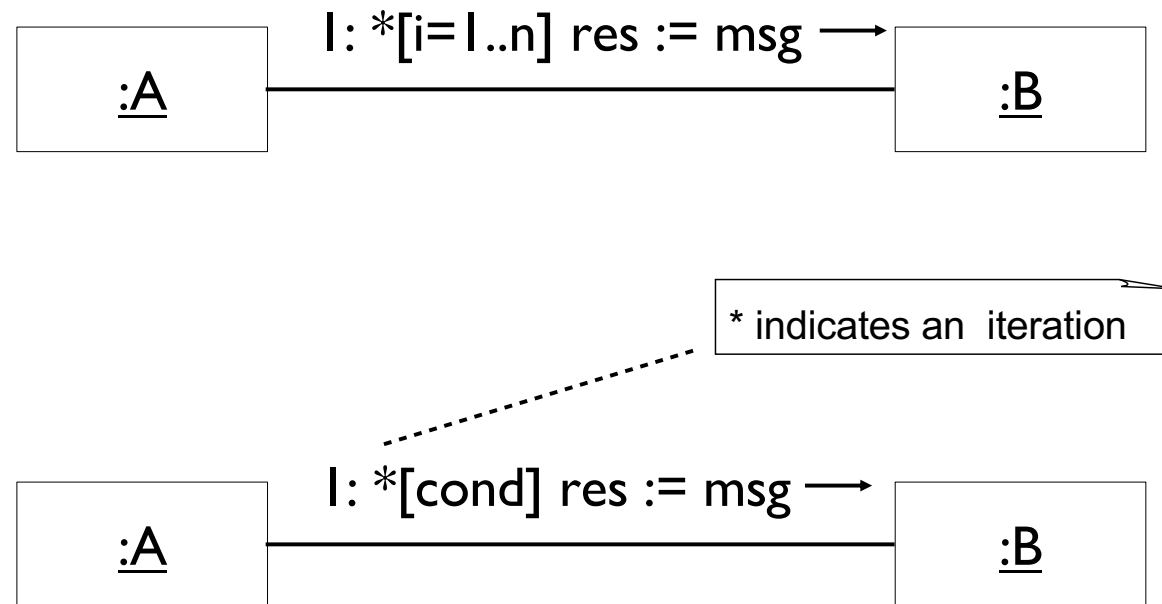 1: *[i=1..n] res := msg
:A
:B
* indicates an iteration
1: *[cond] res := msg
:A
:B